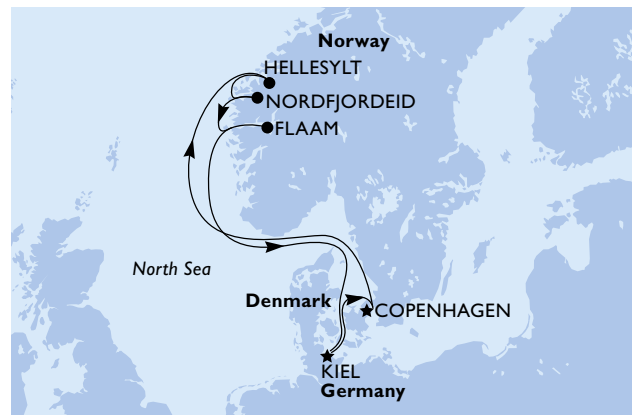 Norway
HELLESYLT
NORDFJORDEID
FLAAM
North Sea
Denmark
COPENHAGEN
KIEL
Germany